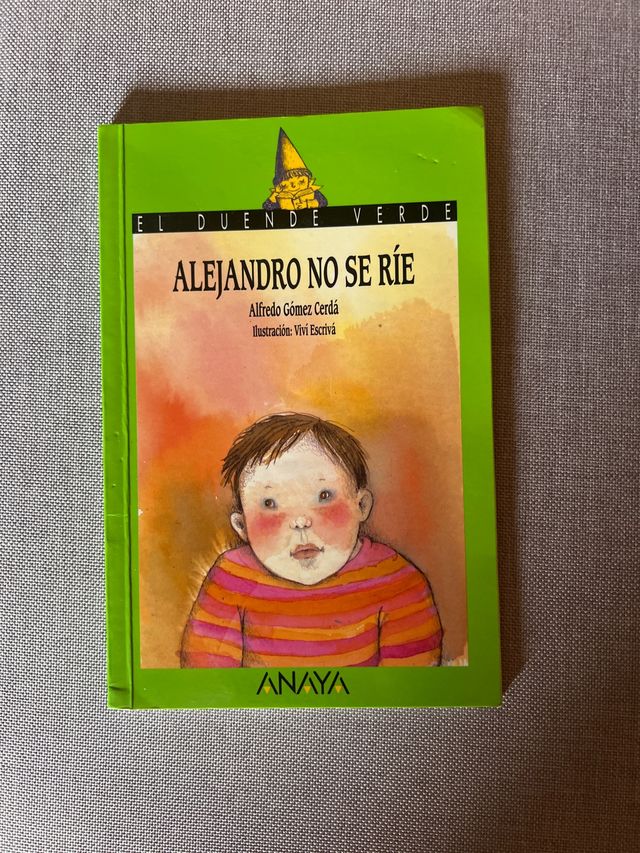 EL DUENDE VERDE
ALEJANDRO NO SE RÍE
Alfredo Gómez Cerdá
Ilustración: Vivi Escrivá
ANAYA